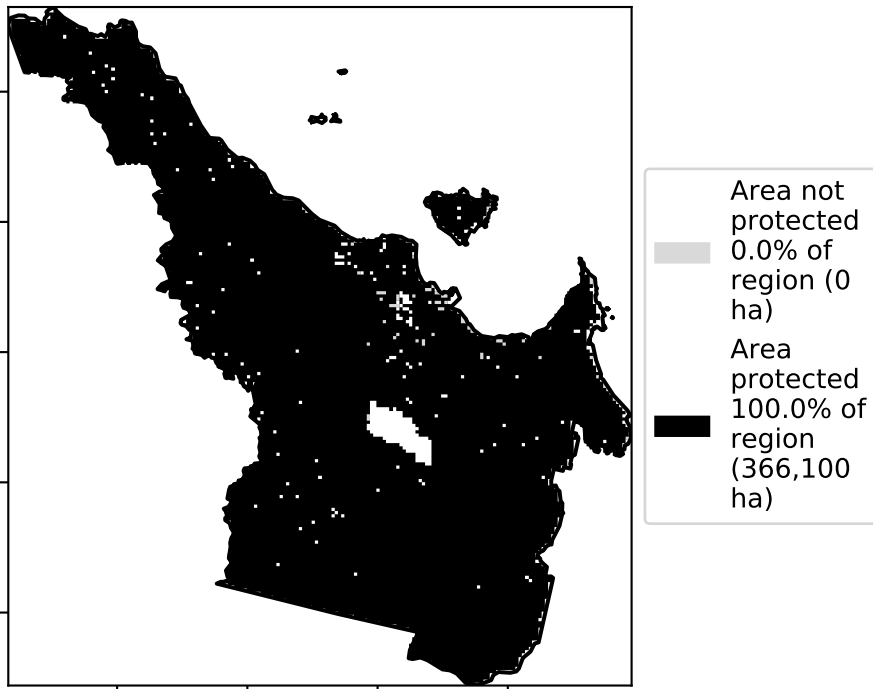 Area not
protected
0.0% of
region (0
ha)
Area
protected
100.0% of
region
(366,100
ha)